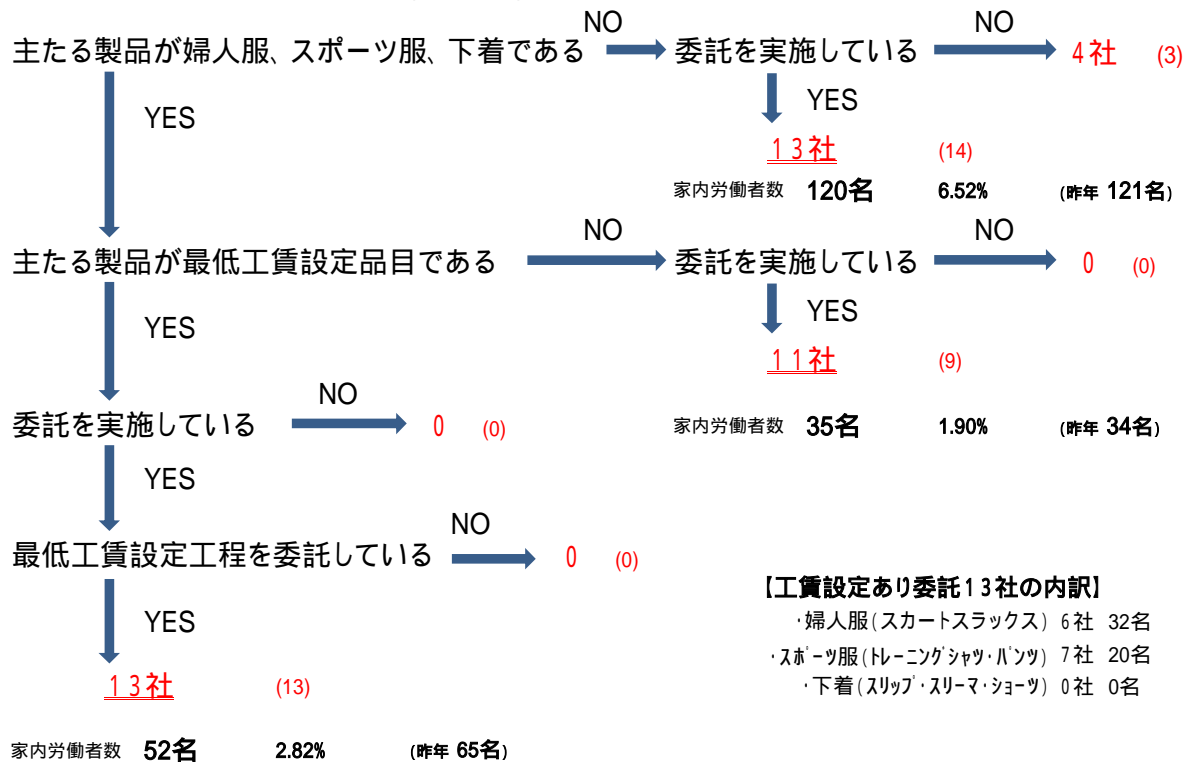 主たる製品が婦人服、スポーツ服、下着である NO 委託を実施している NO 4社 (3)
YES YES
13社 (14)
家内労働者数 120名 6.52% (昨年 121名)
主たる製品が最低工賃設定品目である NO 委託を実施している NO 0 (0)
YES YES
11社 (9)
委託を実施している NO 0 (0) 家内労働者数 35名 1.90% (昨年 34名)
YES
最低工賃設定工程を委託している NO 0 (0)
【工賃設定あり委託13社の内訳】
YES ・婦人服(スカートスラックス) 6社 32名
・スポーツ服(トレーニングシャツ・パンツ) 7社 20名
13社 (13) ・下着(スリップ・スリーマ・ショーツ) 0社 0名
家内労働者数 52名 2.82% (昨年 65名)